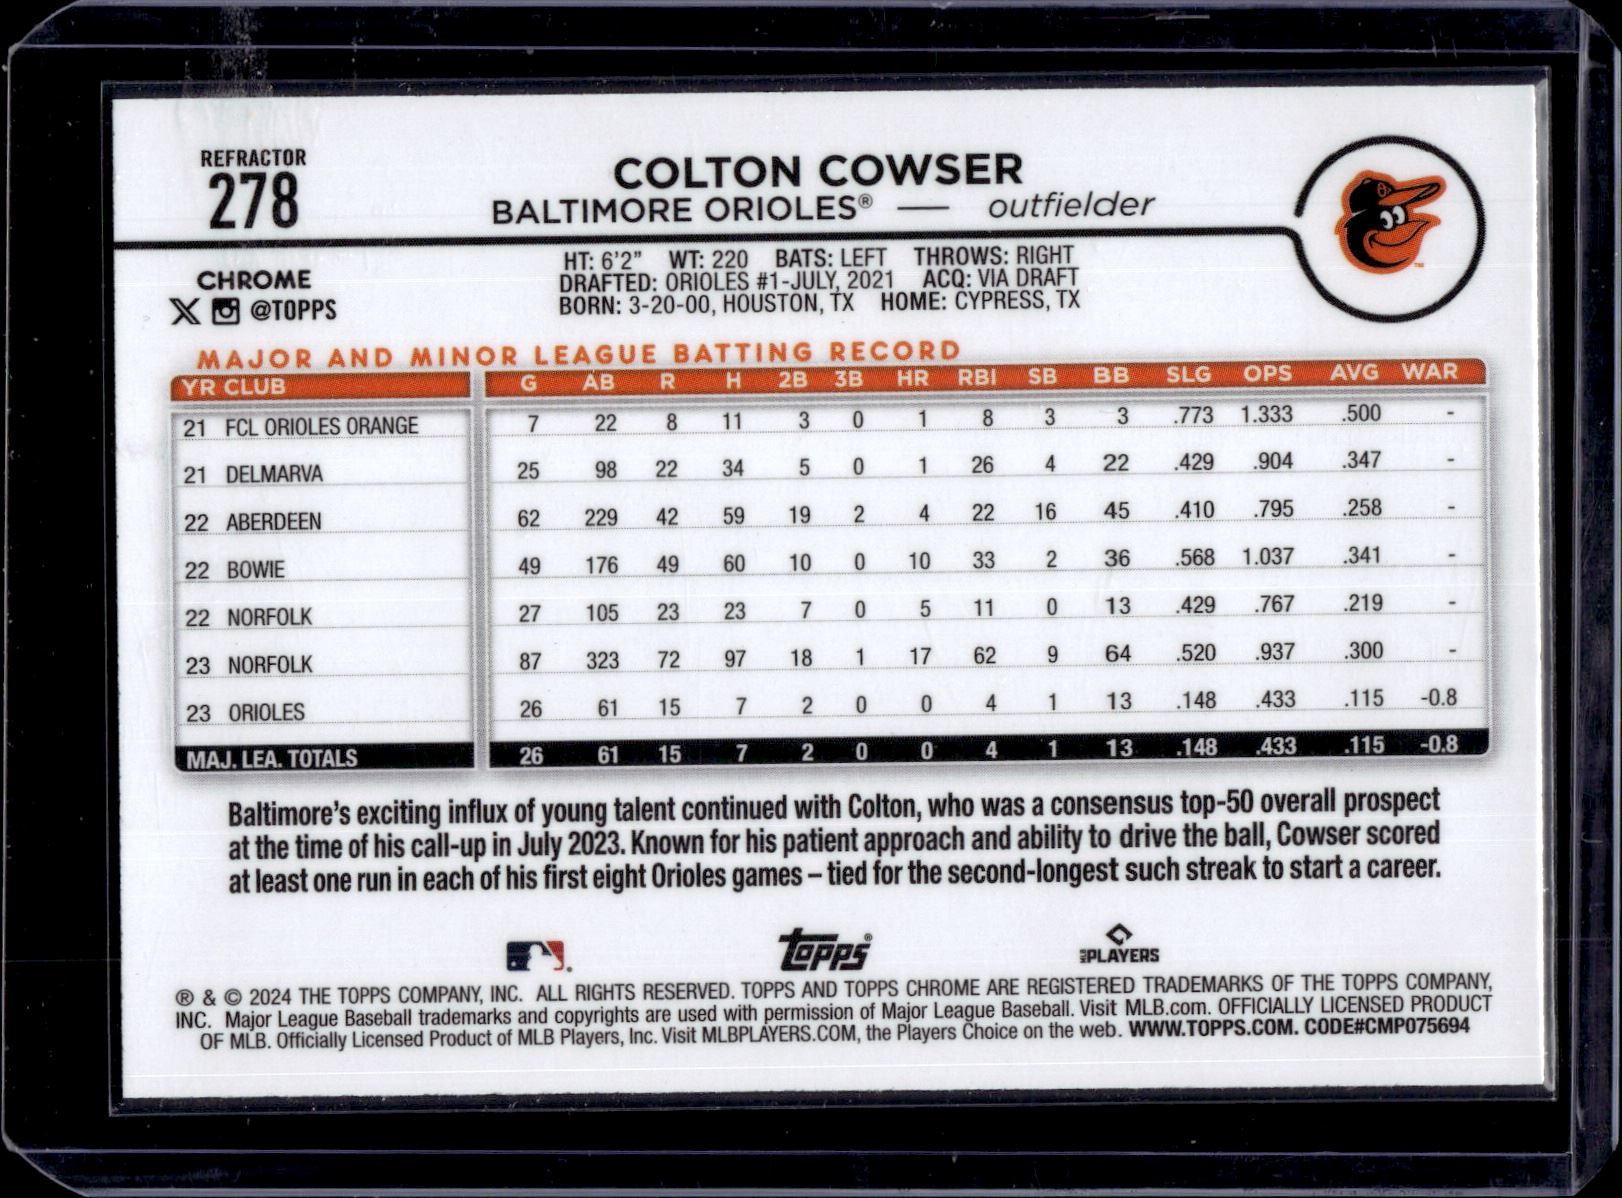 REFRACTOR
278
COLTON COWSER
BALTIMORE ORIOLES® — outfielder
CHROME
@TOPPS
HT: 6'2" WT: 220 BATS: LEFT THROWS: RIGHT
DRAFTED: ORIOLES #1-JULY, 2021 ACQ: VIA DRAFT
BORN: 3-20-00, HOUSTON, TX HOME: CYPRESS, TX
MAJOR AND MINOR LEAGUE BATTING RECORD
YR CLUB G AB R H 2B 3B HR RBI SB BB SLG OPS AVG WAR
21 FCL ORIOLES ORANGE 7 22 8 11 3 0 1 8 3 3 .773 1.333 .500 -
21 DELMARVA 25 98 22 34 5 0 1 26 4 22 .429 .904 .347 -
22 ABERDEEN 62 229 42 59 19 2 4 22 16 45 .410 .795 .258 -
22 BOWIE 49 176 49 60 10 0 10 33 2 36 .568 1.037 .341 -
22 NORFOLK 27 105 23 23 7 0 5 11 0 13 .429 .767 .219 -
23 NORFOLK 87 323 72 97 18 1 17 62 9 64 .520 .937 .300 -
23 ORIOLES 26 61 15 7 2 0 0 4 1 13 .148 .433 .115 -0.8
MAJ. LEA. TOTALS 26 61 15 7 2 0 0 4 1 13 .148 .433 .115 -0.8
Baltimore's exciting influx of young talent continued with Colton, who was a consensus top-50 overall prospect
at the time of his call-up in July 2023. Known for his patient approach and ability to drive the ball, Cowser scored
at least one run in each of his first eight Orioles games – tied for the second-longest such streak to start a career.
topps®
MLB PLAYERS
® & © 2024 THE TOPPS COMPANY, INC. ALL RIGHTS RESERVED. TOPPS AND TOPPS CHROME ARE REGISTERED TRADEMARKS OF THE TOPPS COMPANY,
INC. Major League Baseball trademarks and copyrights are used with permission of Major League Baseball. Visit MLB.com. OFFICIALLY LICENSED PRODUCT
OF MLB. Officially Licensed Product of MLB Players, Inc. Visit MLBPLAYERS.COM, the Players Choice on the web. WWW.TOPPS.COM. CODE#CMP075694